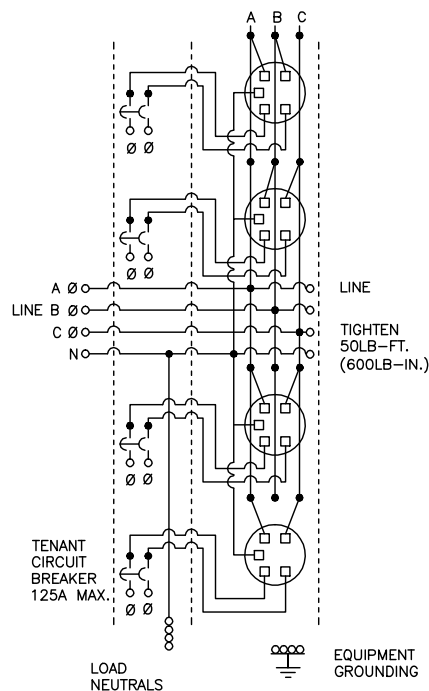 A B C
Ø Ø
Ø Ø
A Ø
LINE
LINE B Ø
C Ø
TIGHTEN
50LB-FT.
(600LB-IN.)
N
Ø Ø
TENANT
CIRCUIT
BREAKER
125A MAX.
Ø Ø
LOAD
NEUTRALS
EQUIPMENT
GROUNDING